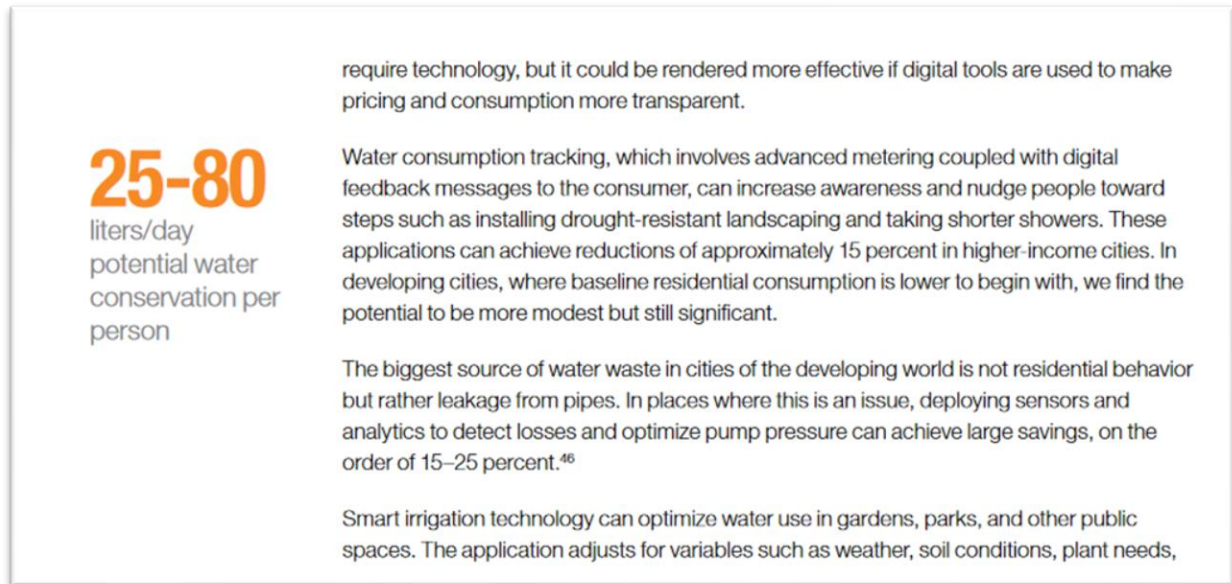 require technology, but it could be rendered more effective if digital tools are used to make
pricing and consumption more transparent.
25-80
liters/day
potential water
conservation per
person
Water consumption tracking, which involves advanced metering coupled with digital
feedback messages to the consumer, can increase awareness and nudge people toward
steps such as installing drought-resistant landscaping and taking shorter showers. These
applications can achieve reductions of approximately 15 percent in higher-income cities. In
developing cities, where baseline residential consumption is lower to begin with, we find the
potential to be more modest but still significant.
The biggest source of water waste in cities of the developing world is not residential behavior
but rather leakage from pipes. In places where this is an issue, deploying sensors and
analytics to detect losses and optimize pump pressure can achieve large savings, on the
order of 15–25 percent.⁴⁶
Smart irrigation technology can optimize water use in gardens, parks, and other public
spaces. The application adjusts for variables such as weather, soil conditions, plant needs,